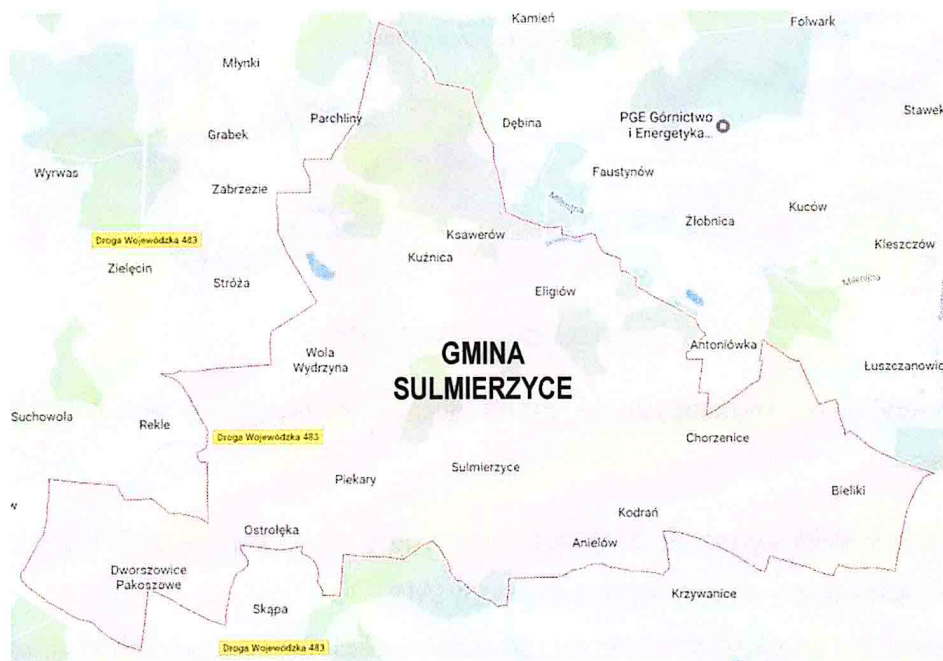 Kamień
Folwark
Młynki
Parchliny
Dębina
PGE Górnictwo
i Energetyka...
Stawek
Grabek
Wyrwas
Zabrzezie
Faustynów
Żłobnica
Kuców
Ksawerów
Droga Wojewódzka 483
Kleszczów
Kuźnica
Zielęcin
Stróża
Eligiów
Antoniówka
Wola
Wydrzyna
GMINA
SULMIERZYCE
Łuszczanowic
Suchowola
Rekle
Droga Wojewódzka 483
Chorzenice
Sulmierzyce
Piekary
Bieliki
w
Kodrań
Ostrołęka
Anielów
Dworszowice
Pakoszowe
Skąpa
Krzywanice
Droga Wojewódzka 483